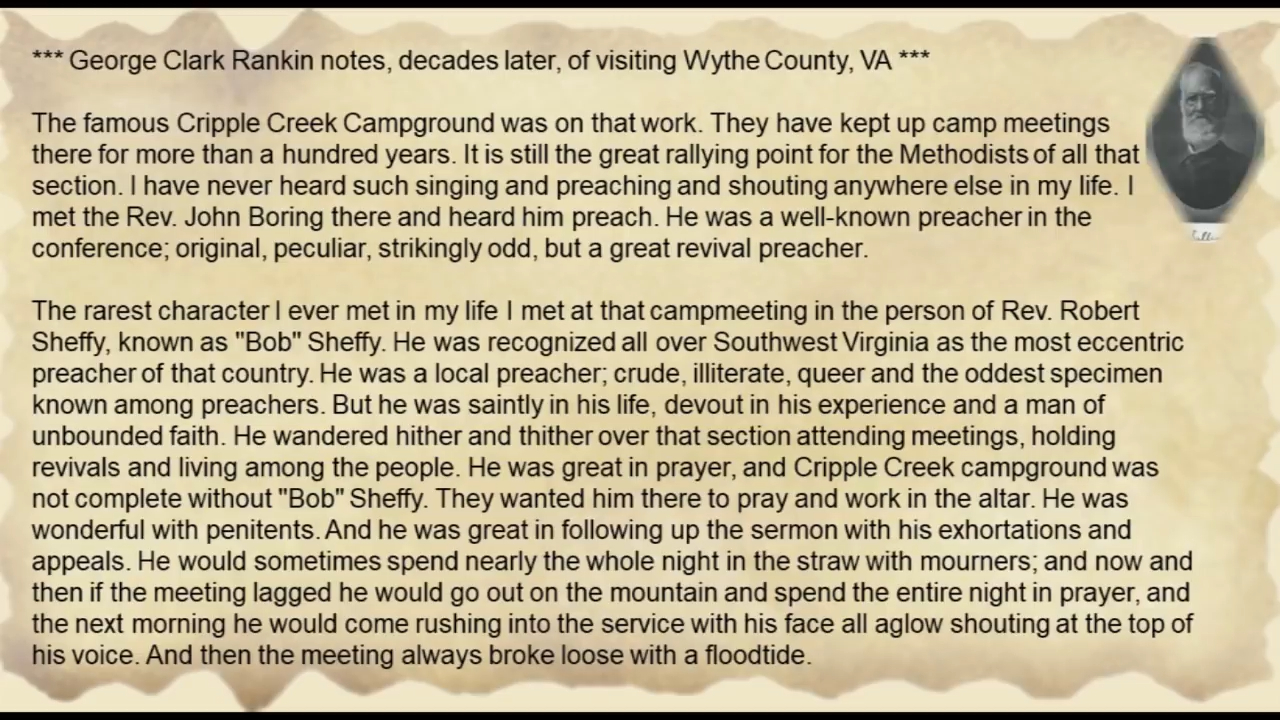 *** George Clark Rankin notes, decades later, of visiting Wythe County, VA ***
The famous Cripple Creek Campground was on that work. They have kept up camp meetings
there for more than a hundred years. It is still the great rallying point for the Methodists of all that
section. I have never heard such singing and preaching and shouting anywhere else in my life. I
met the Rev. John Boring there and heard him preach. He was a well-known preacher in the
conference; original, peculiar, strikingly odd, but a great revival preacher.
The rarest character I ever met in my life I met at that campmeeting in the person of Rev. Robert
Sheffy, known as "Bob" Sheffy. He was recognized all over Southwest Virginia as the most eccentric
preacher of that country. He was a local preacher; crude, illiterate, queer and the oddest specimen
known among preachers. But he was saintly in his life, devout in his experience and a man of
unbounded faith. He wandered hither and thither over that section attending meetings, holding
revivals and living among the people. He was great in prayer, and Cripple Creek campground was
not complete without "Bob" Sheffy. They wanted him there to pray and work in the altar. He was
wonderful with penitents. And he was great in following up the sermon with his exhortations and
appeals. He would sometimes spend nearly the whole night in the straw with mourners; and now and
then if the meeting lagged he would go out on the mountain and spend the entire night in prayer, and
the next morning he would come rushing into the service with his face all aglow shouting at the top of
his voice. And then the meeting always broke loose with a floodtide.